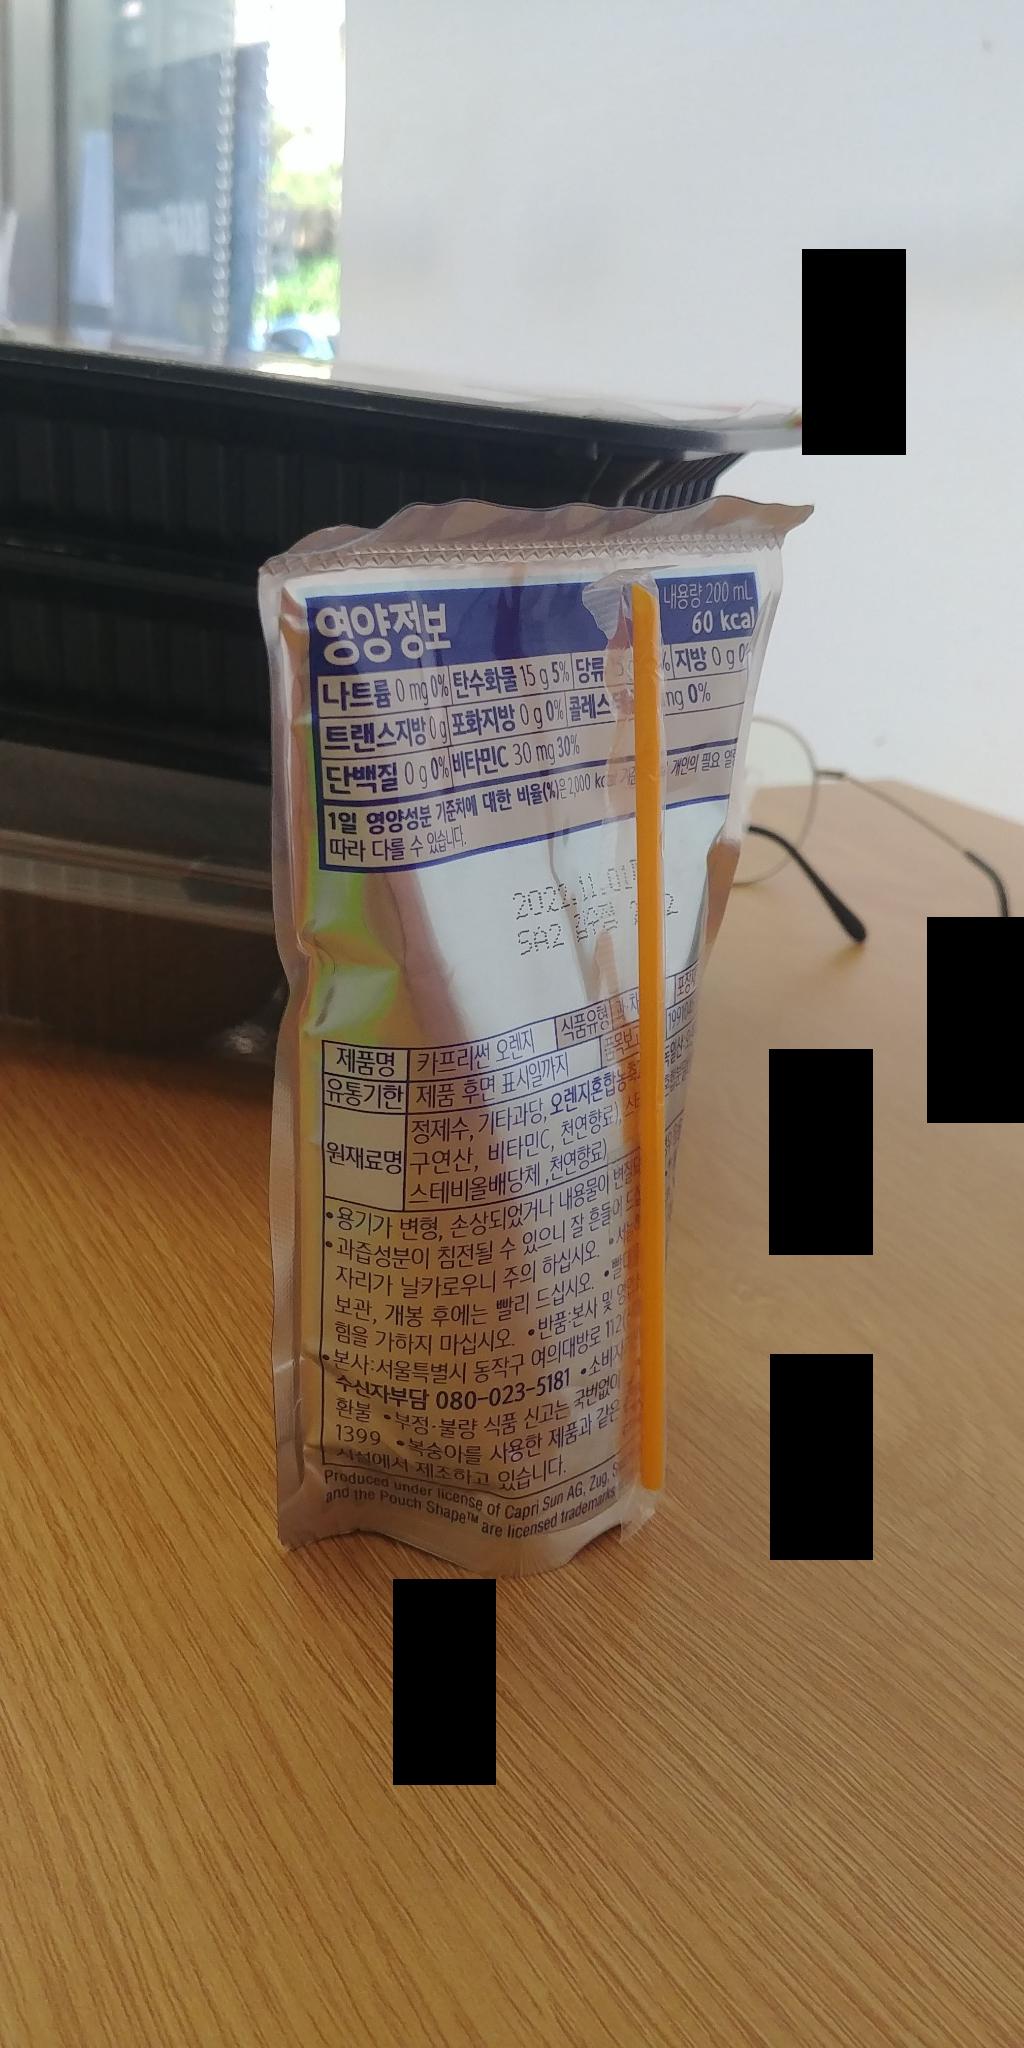 영양정보
내용량 200 mL
60 kcal
나트륨 0 mg 0% 탄수화물 15 g 5% 당류 지방 0 g
트랜스지방 0 g 포화지방 0 g 0% 콜레스 0%
단백질 0 g 0% 비타민C 30 mg 30%
1일 영양성분 기준치에 대한 비율(%)은 2,000 개인의 필요
따라 다를 수 있습니다.
2022.11.01
SA2
제품명 카프리썬 오렌지 식품유형
유통기한 제품 후면 표시일까지
원재료명 정제수, 기타과당, 오렌지혼합농축
구연산, 비타민C, 천연향료),
스테비올배당체, 천연향료)
•용기가 변형, 손상되었거나 내용물이
•과즙성분이 침전될 수 있으니 잘 흔들어
자리가 날카로우니 주의 하십시오.
보관, 개봉 후에는 빨리 드십시오.
힘을 가하지 마십시오. •반품:본사 및
•본사:서울특별시 동작구 여의대방로
수신자부담 080-023-5181 •소비자
환불 •부정·불량 식품 신고는 국번없이
1399 •복숭아를 사용한 제품과 같은
시설에서 제조하고 있습니다.
Produced under license of Capri Sun AG, Zug,
and the Pouch Shape™ are licensed trademarks